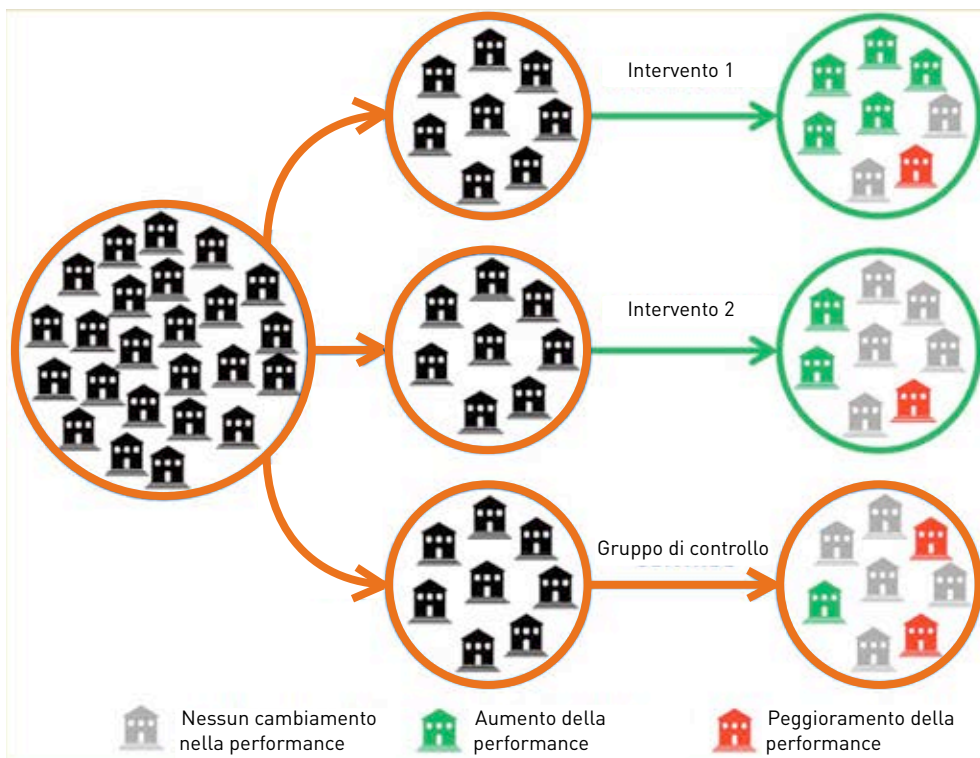 Intervento 1
Intervento 2
Gruppo di controllo
Nessun cambiamento
nella performance
Aumento della
performance
Peggioramento della
performance